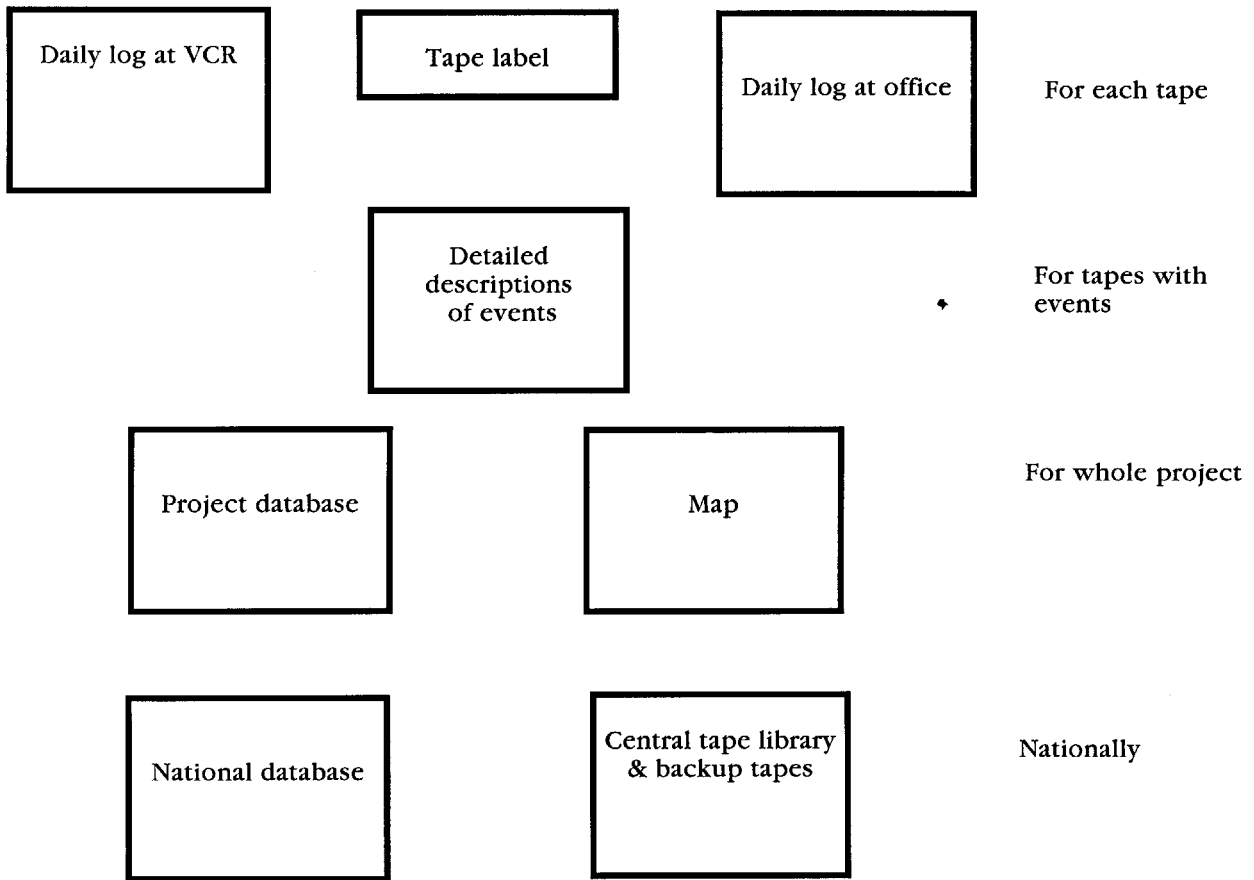 Daily log at VCR
Tape label
Daily log at office
For each tape
Detailed
descriptions
of events
For tapes with
events
Project database
Map
For whole project
National database
Central tape library
& backup tapes
Nationally